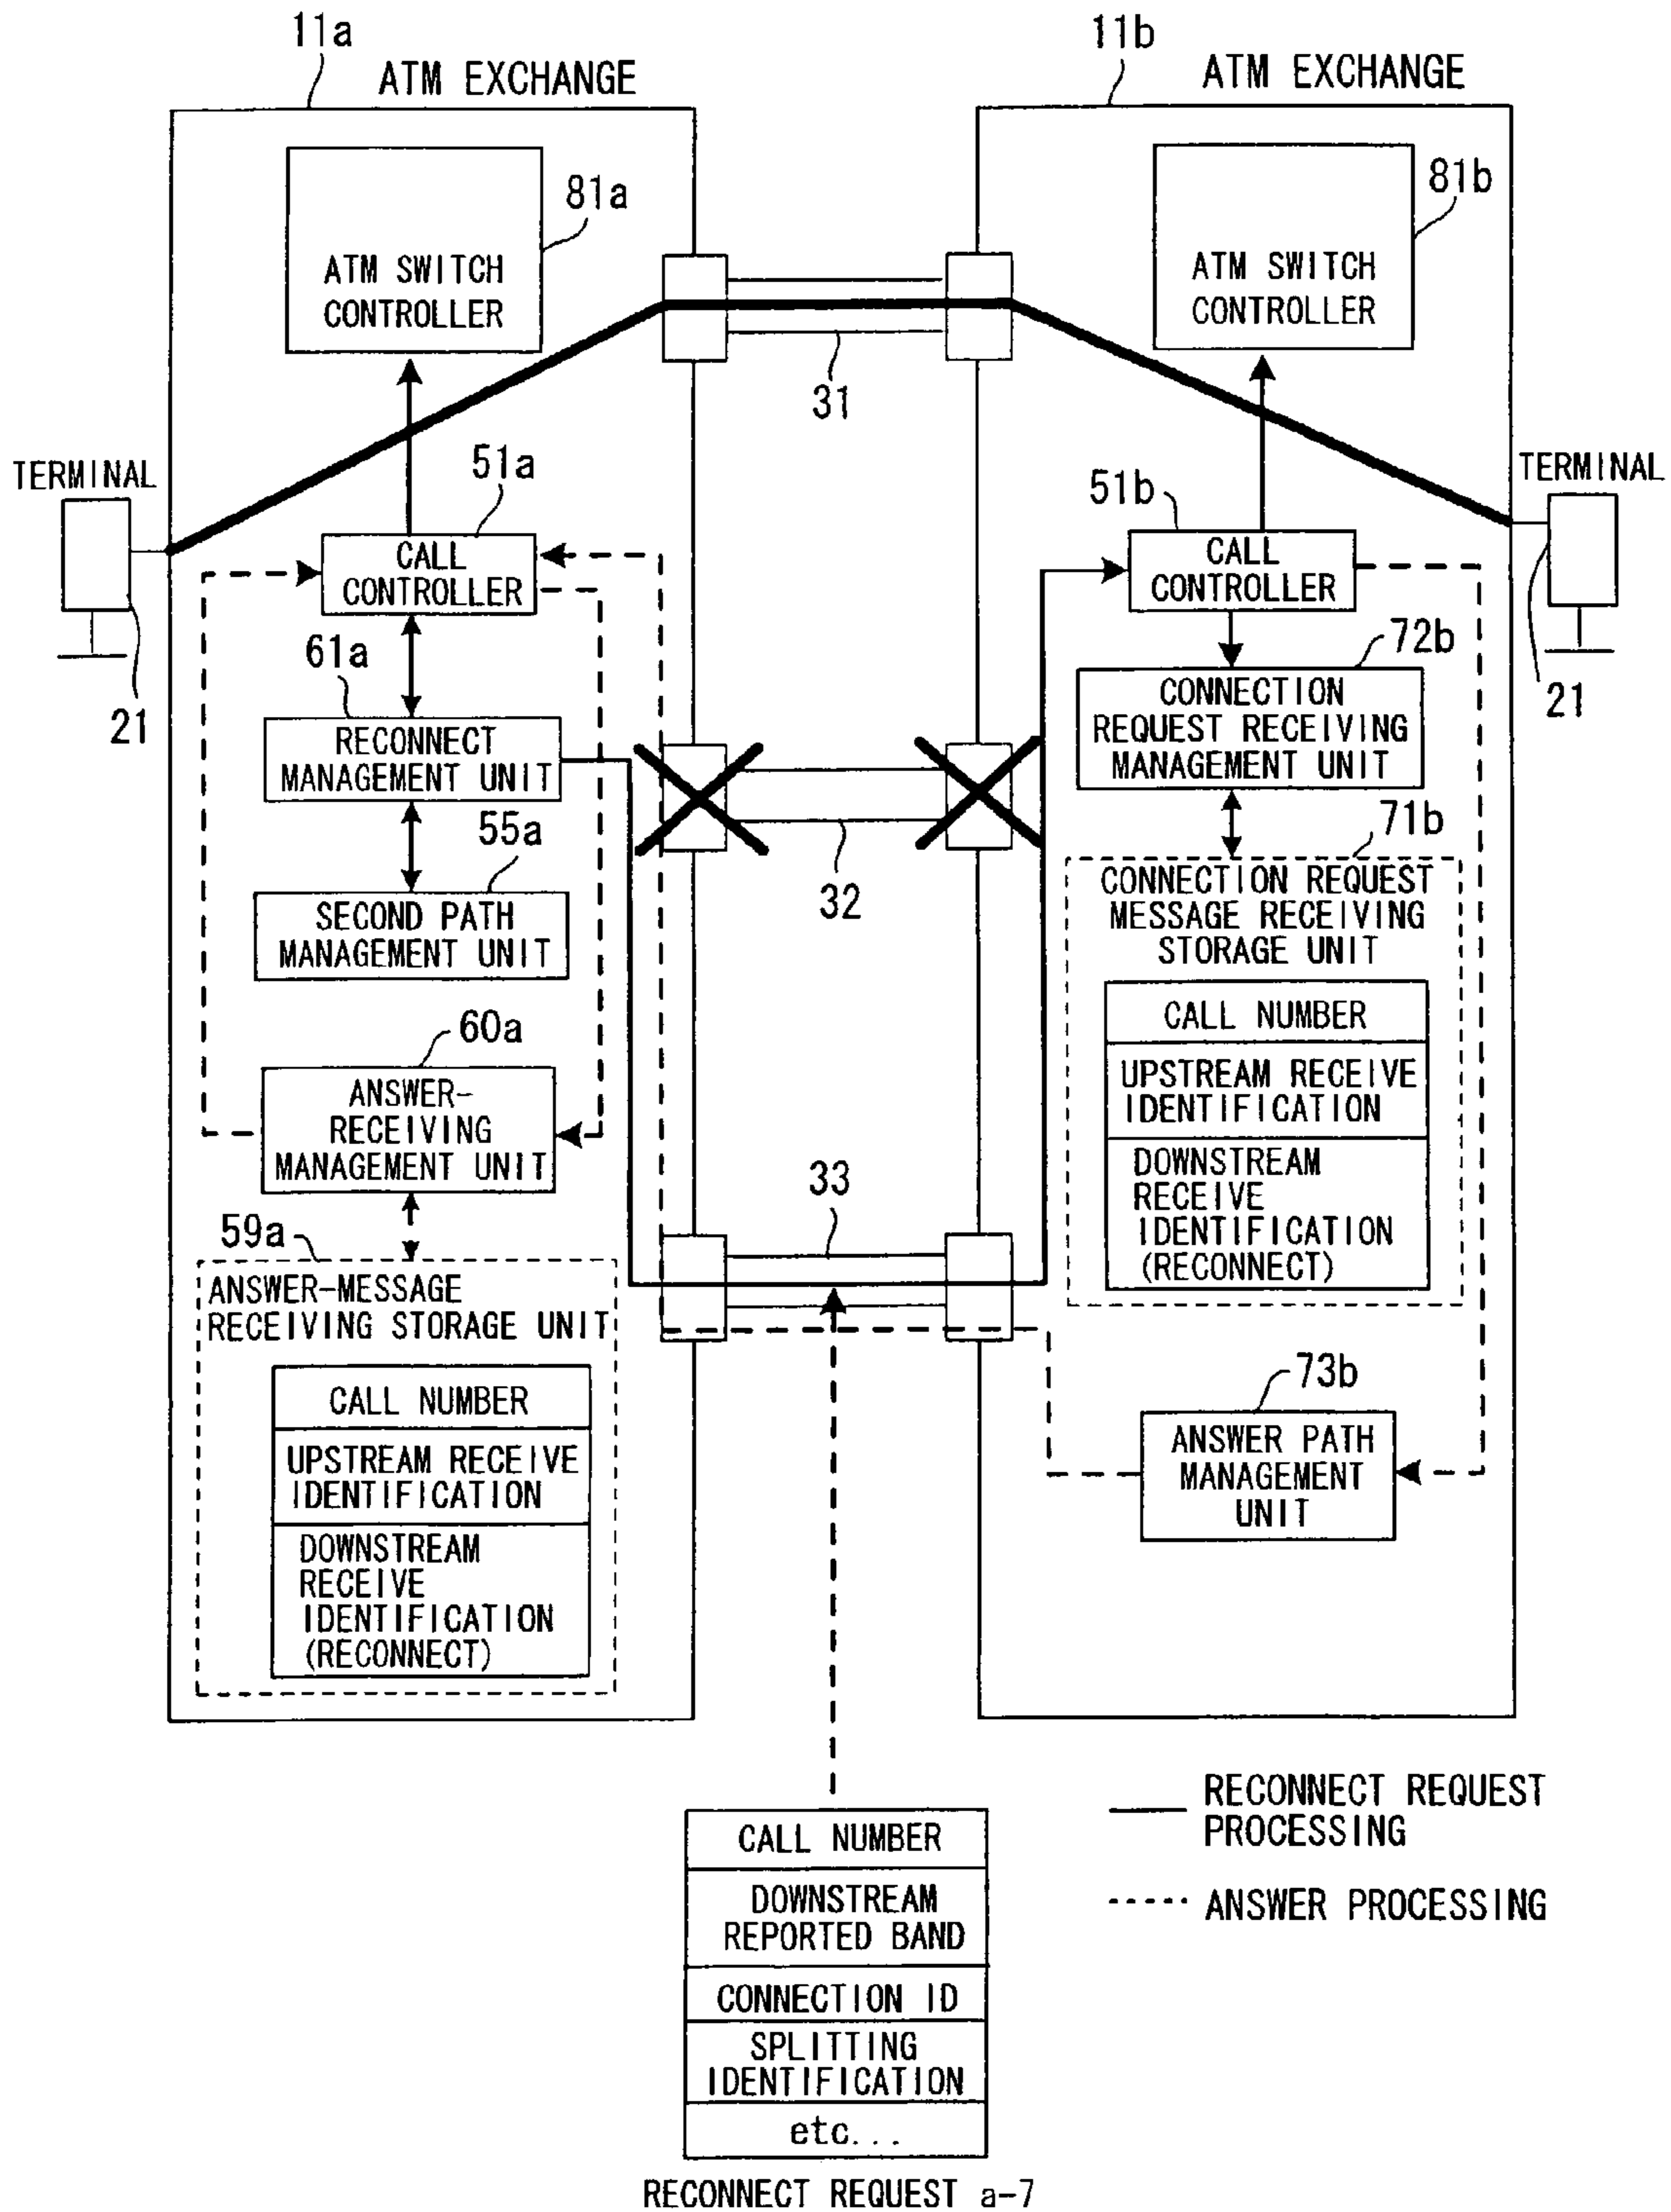 11a
ATM EXCHANGE
11b
ATM EXCHANGE
81a
ATM SWITCH
CONTROLLER
81b
ATM SWITCH
CONTROLLER
31
TERMINAL
21
51a
CALL
CONTROLLER
61a
RECONNECT
MANAGEMENT UNIT
55a
SECOND PATH
MANAGEMENT UNIT
60a
ANSWER-
RECEIVING
MANAGEMENT UNIT
59a
ANSWER-MESSAGE
RECEIVING STORAGE UNIT
CALL NUMBER
UPSTREAM RECEIVE
IDENTIFICATION
DOWNSTREAM
RECEIVE
IDENTIFICATION
(RECONNECT)
32
33
TERMINAL
21
51b
CALL
CONTROLLER
72b
CONNECTION
REQUEST RECEIVING
MANAGEMENT UNIT
71b
CONNECTION REQUEST
MESSAGE RECEIVING
STORAGE UNIT
CALL NUMBER
UPSTREAM RECEIVE
IDENTIFICATION
DOWNSTREAM
RECEIVE
IDENTIFICATION
(RECONNECT)
73b
ANSWER PATH
MANAGEMENT
UNIT
RECONNECT REQUEST
PROCESSING
ANSWER PROCESSING
CALL NUMBER
DOWNSTREAM
REPORTED BAND
CONNECTION ID
SPLITTING
IDENTIFICATION
etc...
RECONNECT REQUEST a-7